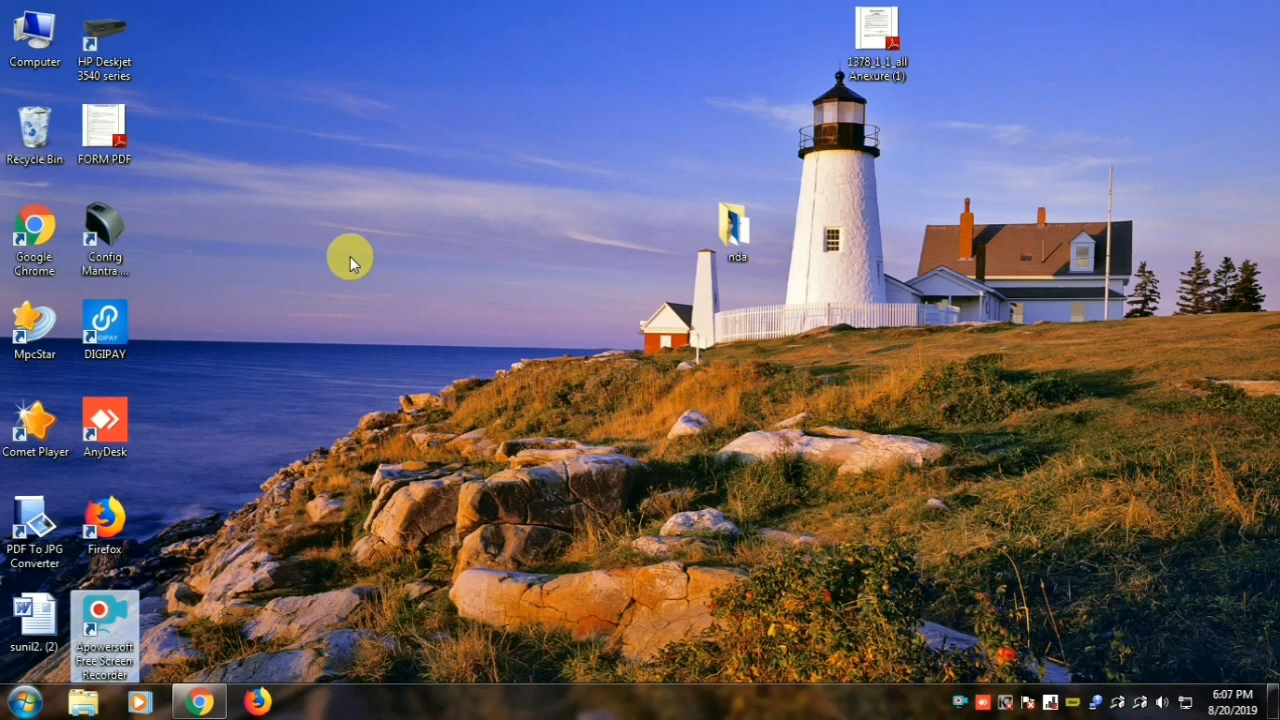 Computer
HP Deskjet
3540 series
1378_1_1_all
Anexure (1)
Recycle Bin
FORM PDF
Google
Chrome
Config
Mantra ...
nda
MpcStar
GIPAY
DIGIPAY
Comet Player
AnyDesk
PDF To JPG
Converter
Firefox
sunil2. (2)
Apowersoft
Free Screen
Recorder
6:07 PM
8/20/2019